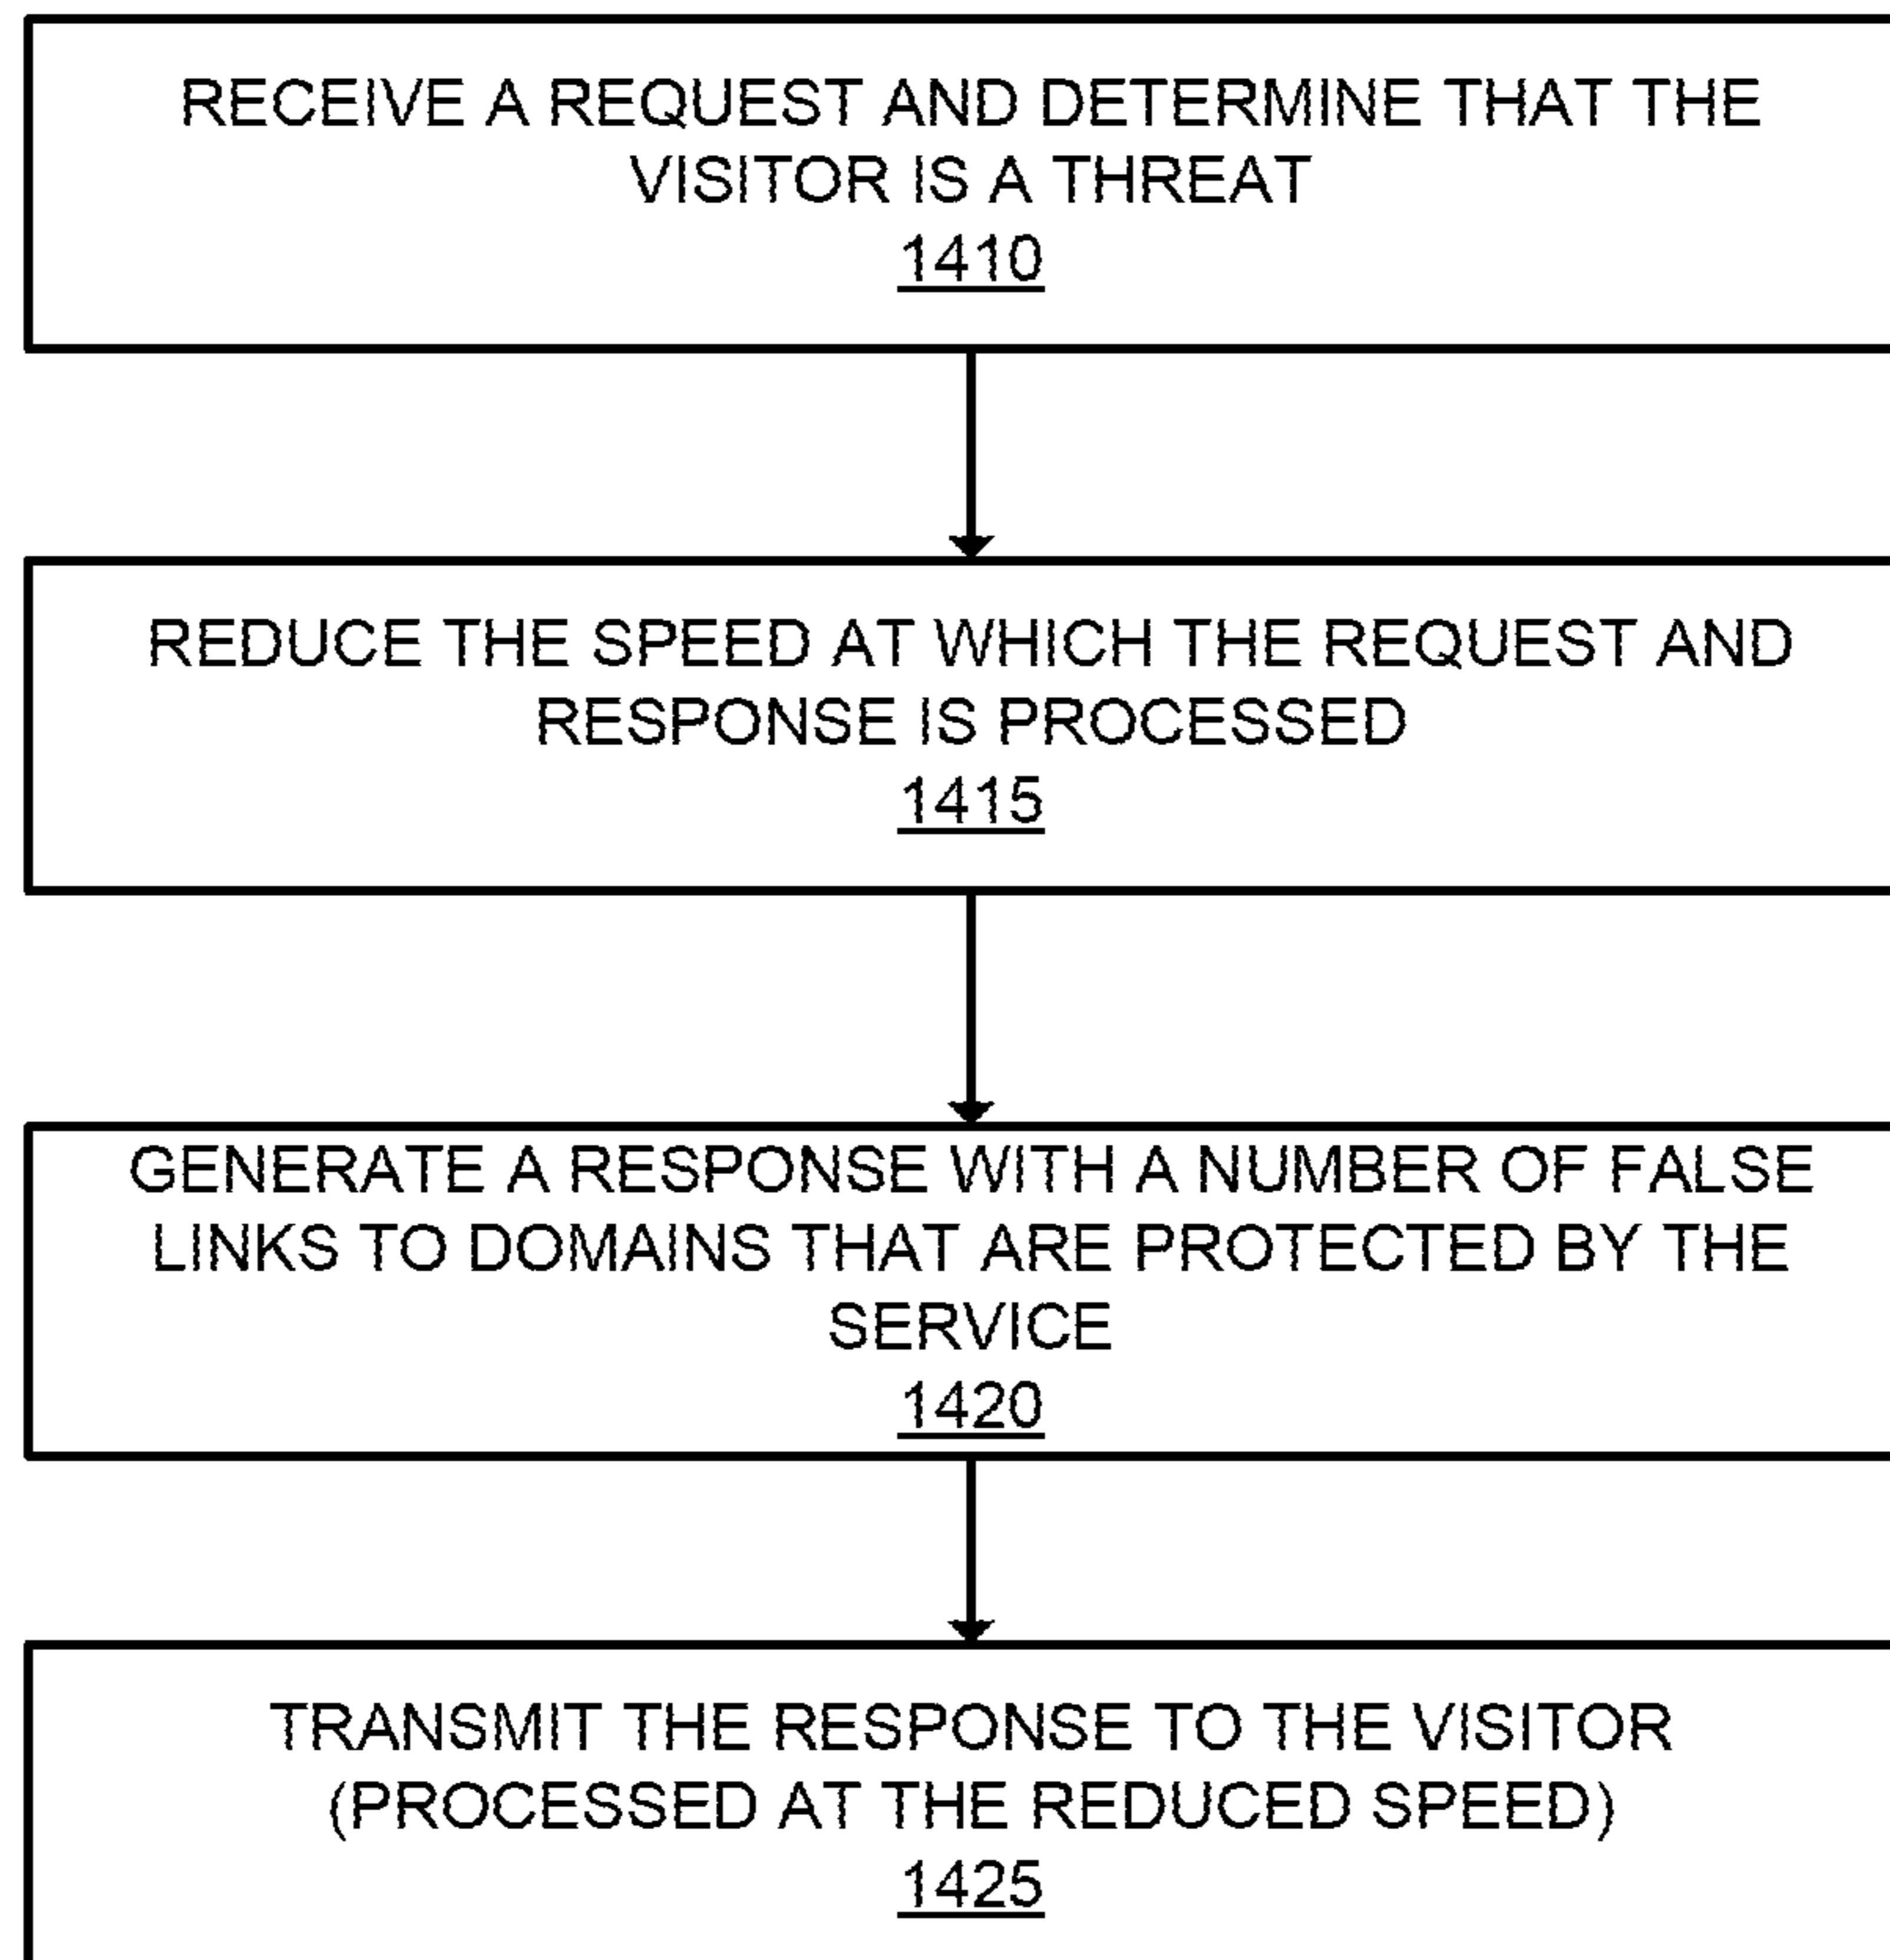 RECEIVE A REQUEST AND DETERMINE THAT THE
VISITOR IS A THREAT
1410
REDUCE THE SPEED AT WHICH THE REQUEST AND
RESPONSE IS PROCESSED
1415
GENERATE A RESPONSE WITH A NUMBER OF FALSE
LINKS TO DOMAINS THAT ARE PROTECTED BY THE
SERVICE
1420
TRANSMIT THE RESPONSE TO THE VISITOR
(PROCESSED AT THE REDUCED SPEED)
1425